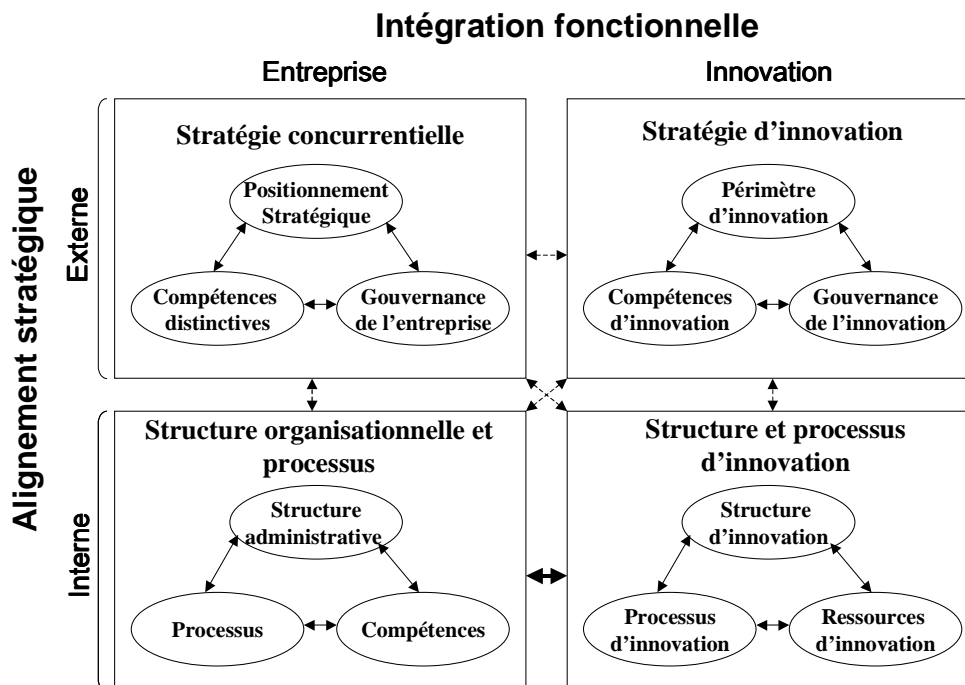 Intégration fonctionnelle
Entreprise
Innovation
Alignement stratégique
Externe
Stratégie concurrentielle
Positionnement
Stratégique
Compétences
distinctives
Gouvernance
de l'entreprise
Stratégie d'innovation
Périmètre
d'innovation
Compétences
d'innovation
Gouvernance
de l'innovation
Interne
Structure organisationnelle et
processus
Structure
administrative
Processus
Compétences
Structure et processus
d'innovation
Structure
d'innovation
Processus
d'innovation
Ressources
d'innovation